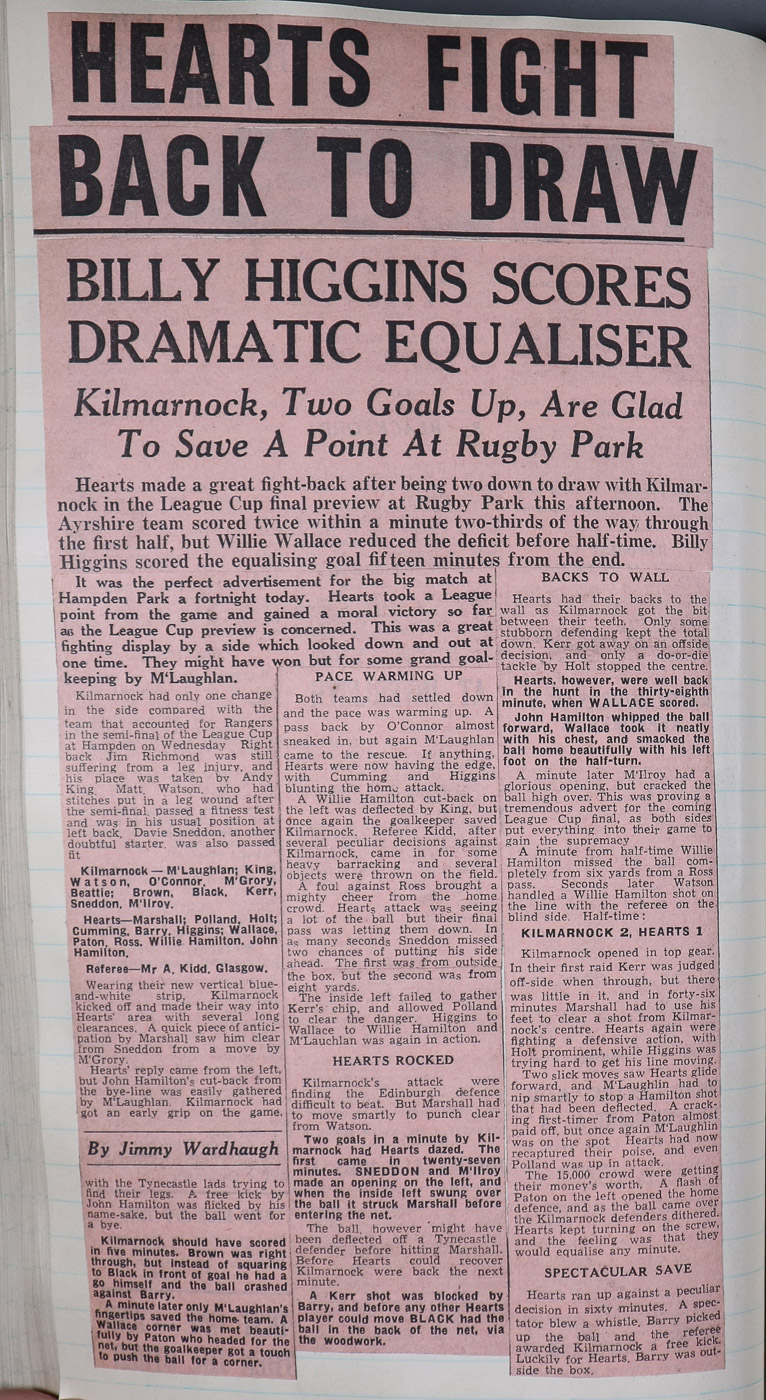 HEARTS FIGHT
BACK TO DRAW
BILLY HIGGINS SCORES
DRAMATIC EQUALISER
Kilmarnock, Two Goals Up, Are Glad
To Save A Point At Rugby Park
Hearts made a great fight-back after being two down to draw with Kilmar-
nock in the League Cup final preview at Rugby Park this afternoon. The
Ayrshire team scored twice within a minute two-thirds of the way through
the first half, but Willie Wallace reduced the deficit before half-time. Billy
Higgins scored the equalising goal fifteen minutes from the end.
It was the perfect advertisement for the big match at
Hampden Park a fortnight today. Hearts took a League
point from the game and gained a moral victory so far
as the League Cup preview is concerned. This was a great
fighting display by a side which looked down and out at
one time. They might have won but for some grand goal-
keeping by M'Laughlan.
Kilmarnock had only one change
in the side compared with the
team that accounted for Rangers
in the semi-final of the League Cup
at Hampden on Wednesday Right
back Jim Richmond was still
suffering from a leg injury, and
his place was taken by Andy
King. Matt Watson, who had
stitches put in a leg wound after
the semi-final, passed a fitness test
and was in his usual position at
left back. Davie Sneddon, another
doubtful starter, was also passed
fit
Kilmarnock — M'Laughlan; King,
Watson, O'Connor, M'Grory,
Beattie; Brown, Black, Kerr,
Sneddon, M'Ilroy.
Hearts—Marshall; Polland, Holt;
Cumming, Barry, Higgins; Wallace,
Paton, Ross, Willie Hamilton, John
Hamilton.
Referee—Mr A. Kidd, Glasgow.
Wearing their new vertical blue-
and-white strip, Kilmarnock
kicked off and made their way into
Hearts' area with several long
clearances. A quick piece of antici-
pation by Marshall saw him clear
from Sneddon from a move by
M'Grory.
Hearts' reply came from the left,
but John Hamilton's cut-back from
the bye-line was easily gathered
by M'Laughlan. Kilmarnock had
got an early grip on the game,
By Jimmy Wardhaugh
with the Tynecastle lads trying to
find their legs. A free kick by
John Hamilton was flicked by his
name-sake, but the ball went for
a bye.
Kilmarnock should have scored
in five minutes. Brown was right
through, but instead of squaring
to Black in front of goal he had a
go himself and the ball crashed
against Barry.
A minute later only M'Laughlan's
fingertips saved the home team. A
Wallace corner was met beauti-
fully by Paton who headed for the
net, but the goalkeeper got a touch
to push the ball for a corner.
PACE WARMING UP
Both teams had settled down
and the pace was warming up. A
pass back by O'Connor almost
sneaked in, but again M'Laughlan
came to the rescue. If anything,
Hearts were now having the edge,
with Cumming and Higgins
blunting the home attack.
A Willie Hamilton cut-back on
the left was deflected by King, but
once again the goalkeeper saved
Kilmarnock. Referee Kidd, after
several peculiar decisions against
Kilmarnock, came in for some
heavy barracking and several
objects were thrown on the field.
A foul against Ross brought a
mighty cheer from the home
crowd. Hearts attack was seeing
a lot of the ball but their final
pass was letting them down. In
as many seconds Sneddon missed
two chances of putting his side
ahead. The first was from outside
the box, but the second was from
eight yards.
The inside left failed to gather
Kerr's chip, and allowed Polland
to clear the danger. Higgins to
Wallace to Willie Hamilton and
M'Lauchlan was again in action.
HEARTS ROCKED
Kilmarnock's attack were
finding the Edinburgh defence
difficult to beat. But Marshall had
to move smartly to punch clear
from Watson.
Two goals in a minute by Kil-
marnock had Hearts dazed. The
first came in twenty-seven
minutes. SNEDDON and M'Ilroy
made an opening on the left, and
when the inside left swung over
the ball it struck Marshall before
entering the net.
The ball, however might have
been deflected off a Tynecastle
defender before hitting Marshall.
Before Hearts could recover
Kilmarnock were back the next
minute.
A Kerr shot was blocked by
Barry, and before any other Hearts
player could move BLACK had the
ball in the back of the net, via
the woodwork.
BACKS TO WALL
Hearts had their backs to the
wall as Kilmarnock got the bit
between their teeth. Only some
stubborn defending kept the total
down. Kerr got away on an offside
decision, and only a do-or-die
tackle by Holt stopped the centre.
Hearts, however, were well back
in the hunt in the thirty-eighth
minute, when WALLACE scored.
John Hamilton whipped the ball
forward, Wallace took it neatly
with his chest, and smacked the
ball home beautifully with his left
foot on the half-turn.
A minute later M'Ilroy had a
glorious opening, but cracked the
ball high over. This was proving a
tremendous advert for the coming
League Cup final, as both sides
put everything into their game to
gain the supremacy
A minute from half-time Willie
Hamilton missed the ball com-
pletely from six yards from a Ross
pass. Seconds later Watson
handled a Willie Hamilton shot on
the line with the referee on the
blind side. Half-time:
KILMARNOCK 2, HEARTS 1
Kilmarnock opened in top gear.
In their first raid Kerr was judged
off-side when through, but there
was little in it, and in forty-six
minutes Marshall had to use his
feet to clear a shot from Kilmar-
nock's centre. Hearts again were
fighting a defensive action, with
Holt prominent, while Higgins was
trying hard to get his line moving.
Two slick moves saw Hearts glide
forward, and M'Laughlin had to
nip smartly to stop a Hamilton shot
that had been deflected. A crack-
ing first-timer from Paton almost
paid off, but once again M'Laughlin
was on the spot Hearts had now
recaptured their poise, and even
Polland was up in attack.
The 15,000 crowd were getting
their money's worth. A flash of
Paton on the left opened the home
defence, and as the ball came over
the Kilmarnock defenders dithered.
Hearts kept turning on the screw,
and the feeling was that they
would equalise any minute.
SPECTACULAR SAVE
Hearts ran up against a peculiar
decision in sixty minutes. A spec-
tator blew a whistle, Barry picked
up the ball and the referee
awarded Kilmarnock a free kick.
Luckily for Hearts, Barry was out-
side the box.